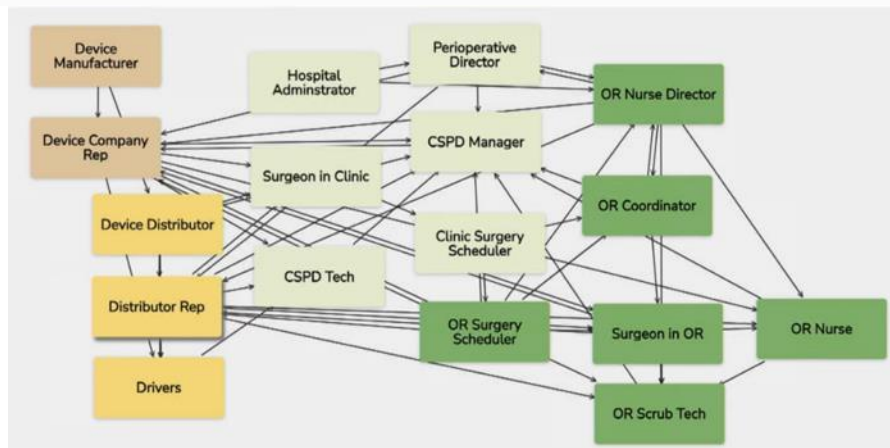 Device
Manufacturer
Perioperative
Director
Hospital
Adminstrator
OR Nurse Director
Device Company
Rep
CSPD Manager
Surgeon in Clinic
OR Coordinator
Device Distributor
Clinic Surgery
Scheduler
CSPD Tech
Distributor Rep
OR Surgery
Scheduler
Surgeon in OR
OR Nurse
Drivers
OR Scrub Tech